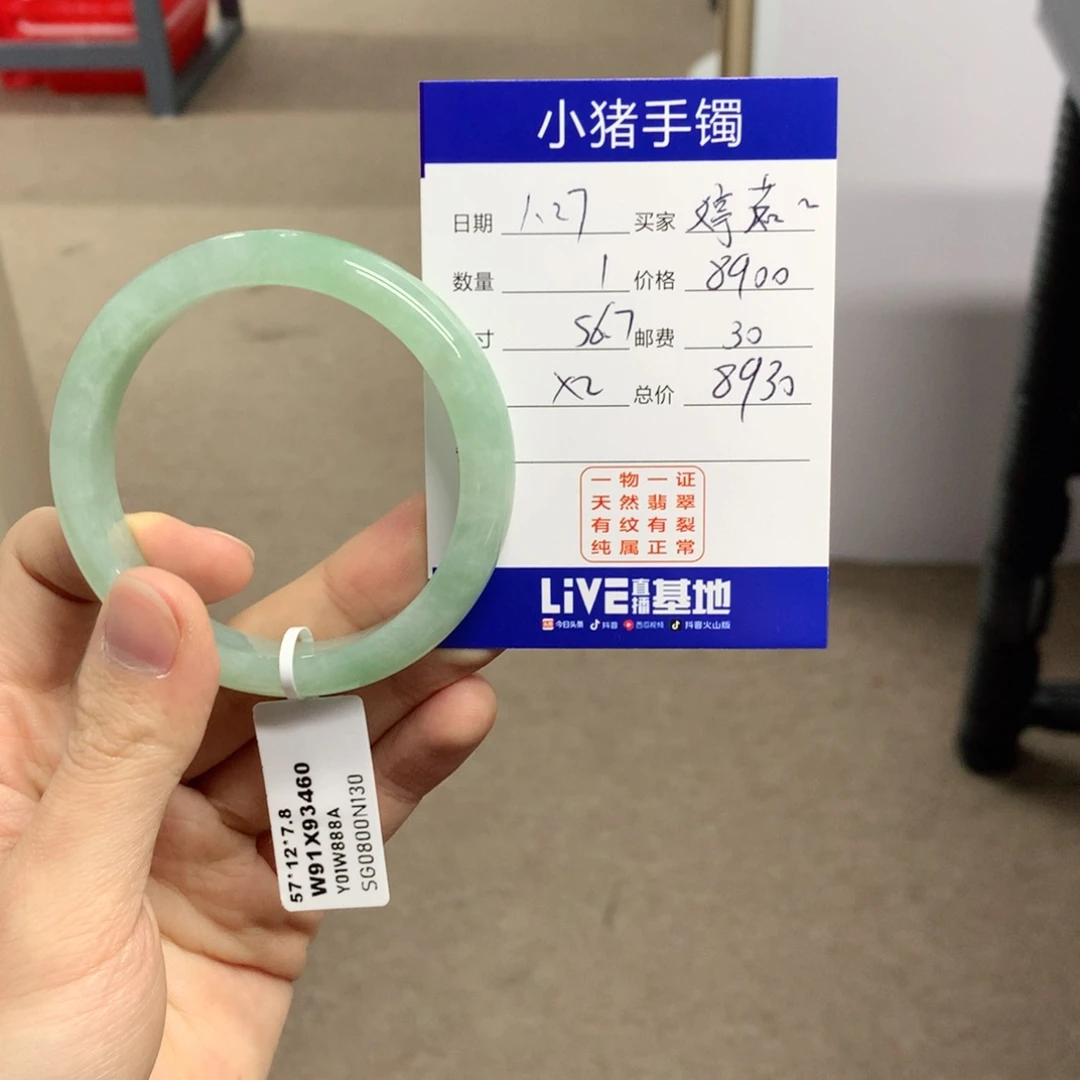 小猪手镯
日期 1.27 买家 婷
数量 1 价格 8900
寸 56.7 邮费 30
X2 总价 8930
一物一证
天然翡翠
有纹有裂
纯属正常
LiVE直播基地
今日头条 抖音 西瓜视频 抖音火山版
57*12*7.8
W91X93460
Y01W888A
SG0800N130